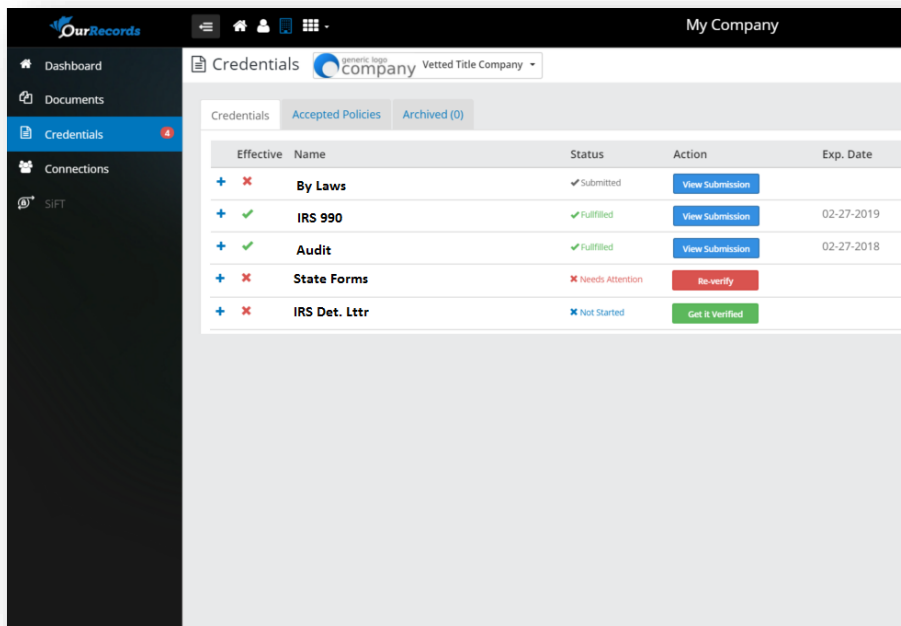 OurRecords
My Company
Dashboard
Documents
Credentials 4
Connections
SiFT
Credentials generic logo company Vetted Title Company
Credentials Accepted Policies Archived (0)
Effective Name Status Action Exp. Date
By Laws Submitted View Submission
IRS 990 Fullfilled View Submission 02-27-2019
Audit Fullfilled View Submission 02-27-2018
State Forms Needs Attention Re-verify
IRS Det. Lttr Not Started Get it Verified